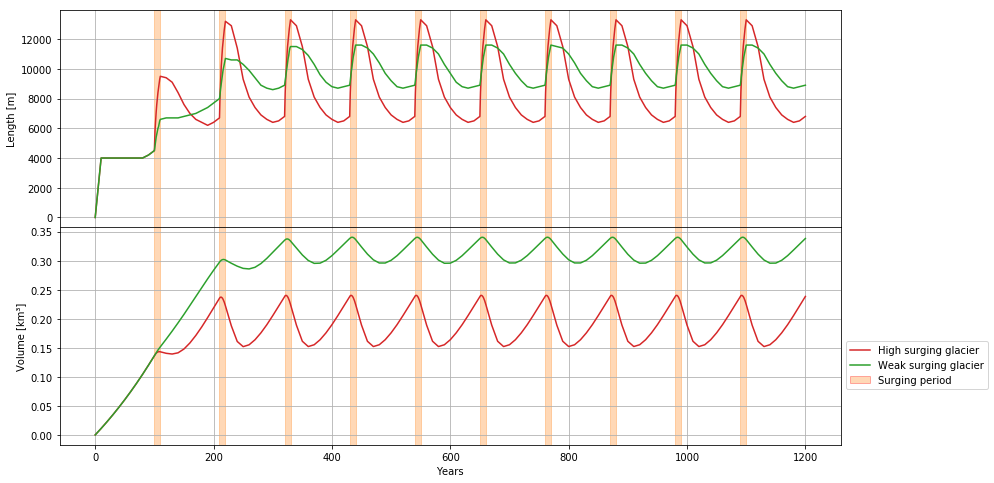 12000
10000
8000
6000
4000
2000
0
Length [m]
0.35
0.30
0.25
0.20
0.15
0.10
0.05
0.00
Volume [km³]
0 200 400 600 800 1000 1200
Years
High surging glacier
Weak surging glacier
Surging period